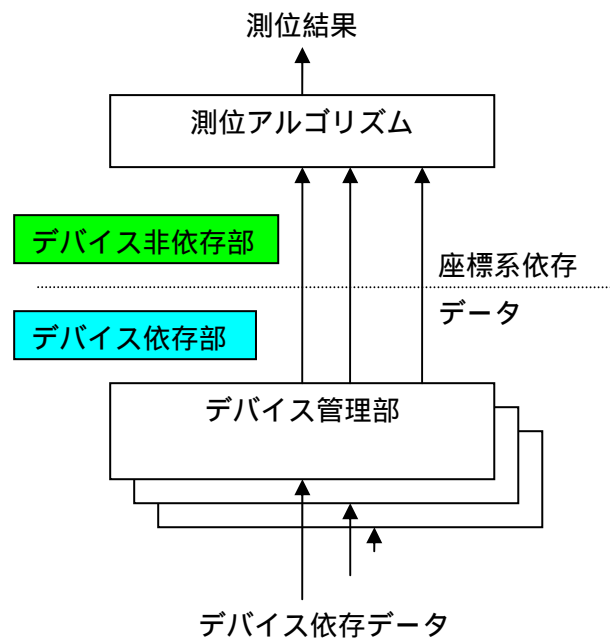 測位結果
測位アルゴリズム
デバイス非依存部
座標系依存
データ
デバイス依存部
デバイス管理部
デバイス依存データ